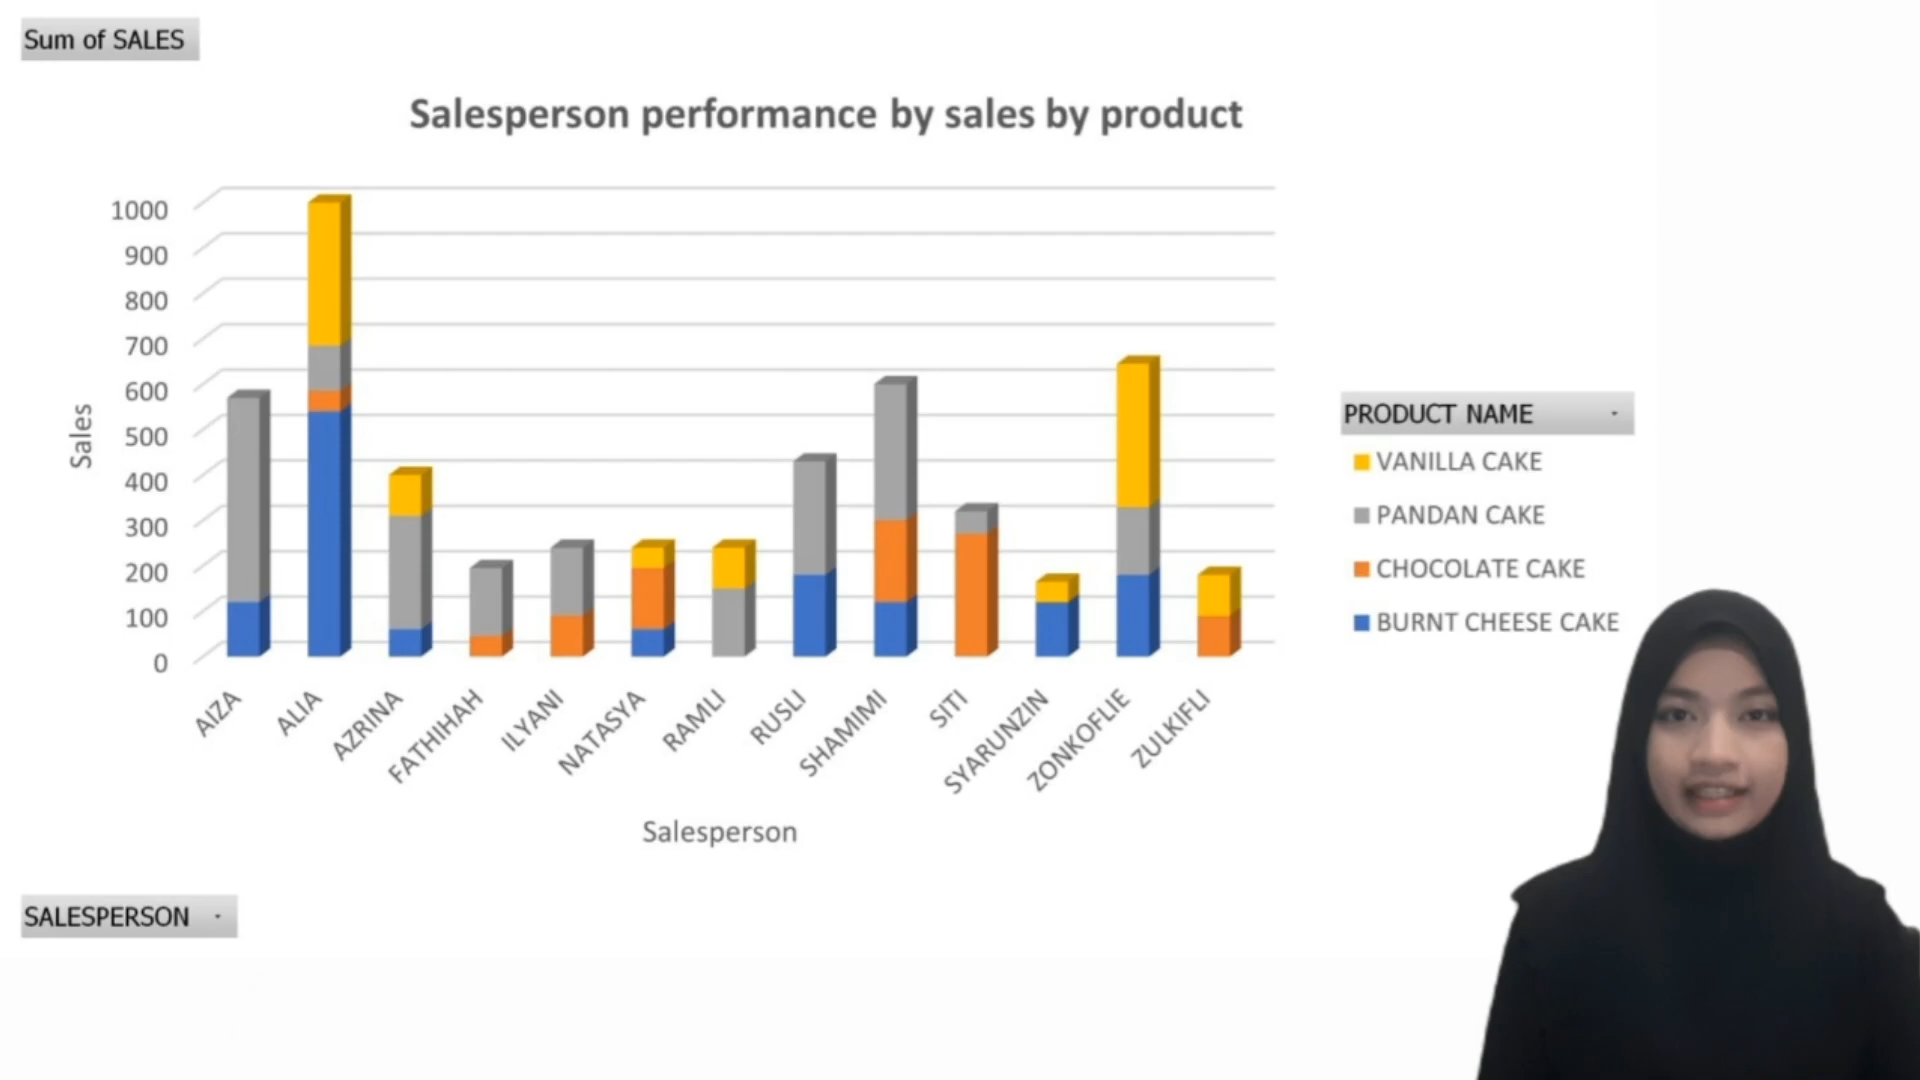 Sum of SALES
Salesperson performance by sales by product
1000
900
800
700
600
500
400
300
200
100
0
Sales
AIZA
ALIA
AZRINA
FATHIHAH
ILYANI
NATASYA
RAMLI
RUSLI
SHAMIMI
SITI
SYARUNZIN
ZONKOFLIE
ZULKIFLI
Salesperson
PRODUCT NAME
VANILLA CAKE
PANDAN CAKE
CHOCOLATE CAKE
BURNT CHEESE CAKE
SALESPERSON